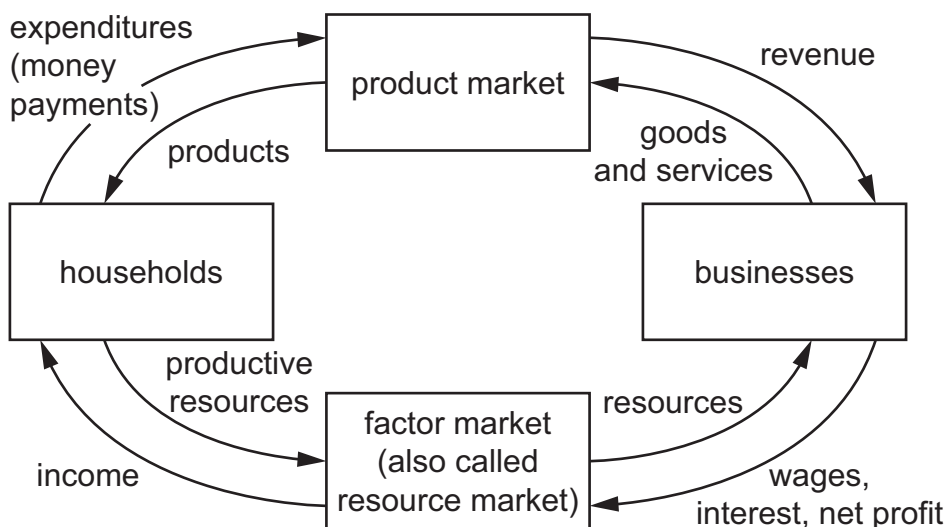 expenditures
(money
payments)
product market
revenue
products
goods
and services
households
businesses
productive
resources
factor market
(also called
resource market)
resources
income
wages,
interest, net profit